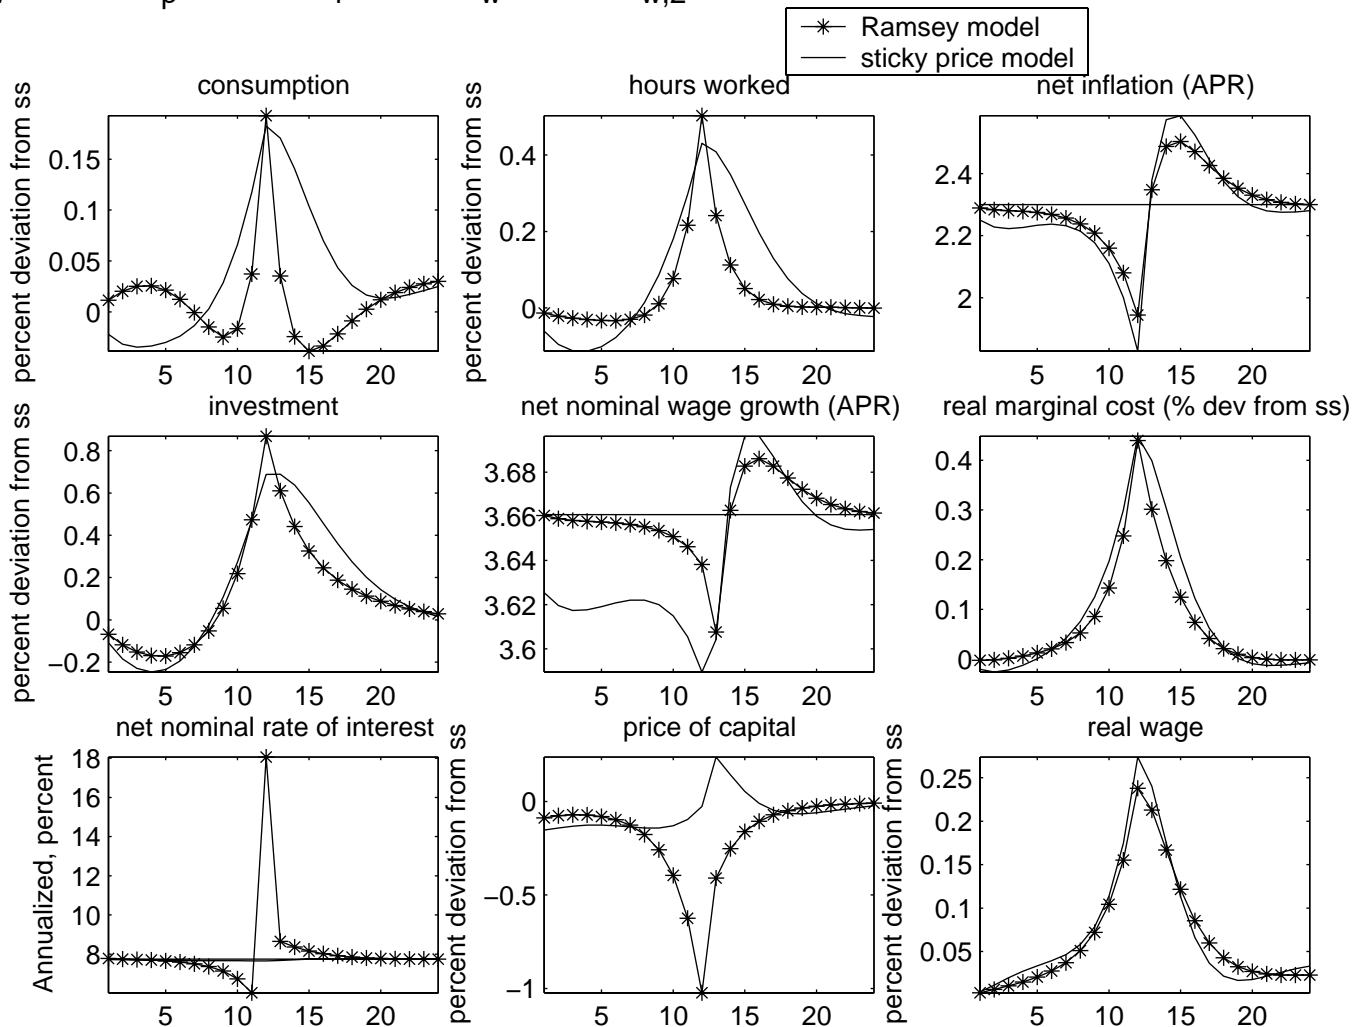 Ramsey model
sticky price model
consumption
hours worked
net inflation (APR)
percent deviation from ss
0.15
0.1
0.05
0
5 10 15 20
percent deviation from ss
0.4
0.2
0
5 10 15 20
2.4
2.2
2
5 10 15 20
investment
net nominal wage growth (APR)
real marginal cost (% dev from ss)
percent deviation from ss
0.8
0.6
0.4
0.2
0
−0.2
5 10 15 20
3.68
3.66
3.64
3.62
3.6
5 10 15 20
0.4
0.3
0.2
0.1
0
5 10 15 20
net nominal rate of interest
price of capital
real wage
Annualized, percent
18
16
14
12
10
8
5 10 15 20
percent deviation from ss
0
−0.5
−1
5 10 15 20
percent deviation from ss
0.25
0.2
0.15
0.1
0.05
5 10 15 20